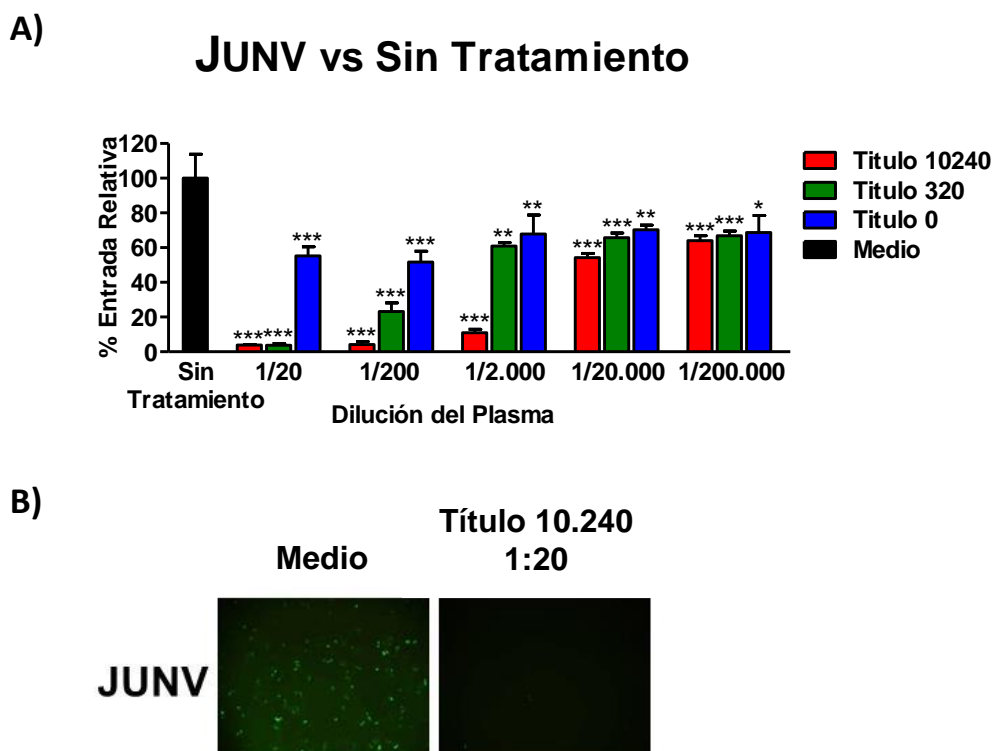 A)
JUNV vs Sin Tratamiento
% Entrada Relativa
120
100
80
60
40
20
0
*** *** ***
*** *** ***
*** ** **
*** *** **
*** *** *
Titulo 10240
Titulo 320
Titulo 0
Medio
Sin Tratamiento
1/20
1/200
1/2.000
1/20.000
1/200.000
Dilución del Plasma
B)
Medio
Título 10.240
1:20
JUNV